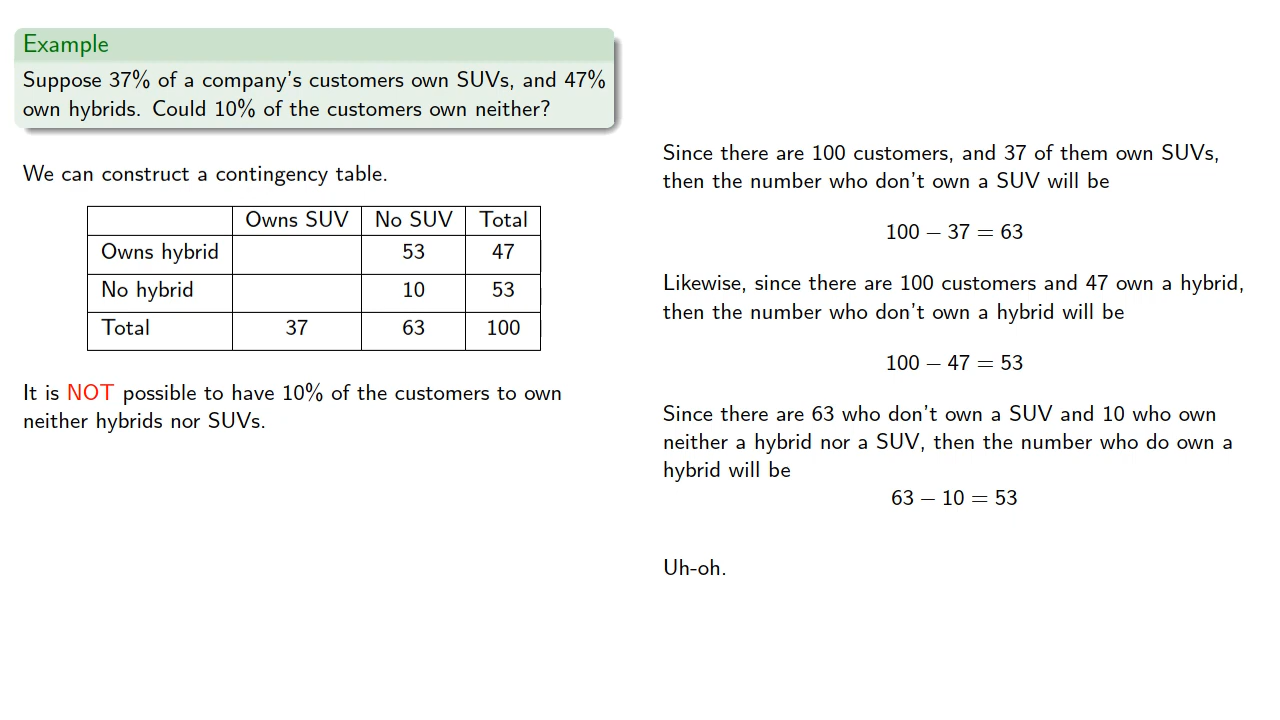 Example
Suppose 37% of a company's customers own SUVs, and 47%
own hybrids. Could 10% of the customers own neither?
We can construct a contingency table.
Owns SUV No SUV Total
Owns hybrid 53 47
No hybrid 10 53
Total 37 63 100
It is NOT possible to have 10% of the customers to own
neither hybrids nor SUVs.
Since there are 100 customers, and 37 of them own SUVs,
then the number who don't own a SUV will be
100 − 37 = 63
Likewise, since there are 100 customers and 47 own a hybrid,
then the number who don't own a hybrid will be
100 − 47 = 53
Since there are 63 who don't own a SUV and 10 who own
neither a hybrid nor a SUV, then the number who do own a
hybrid will be
63 − 10 = 53
Uh-oh.